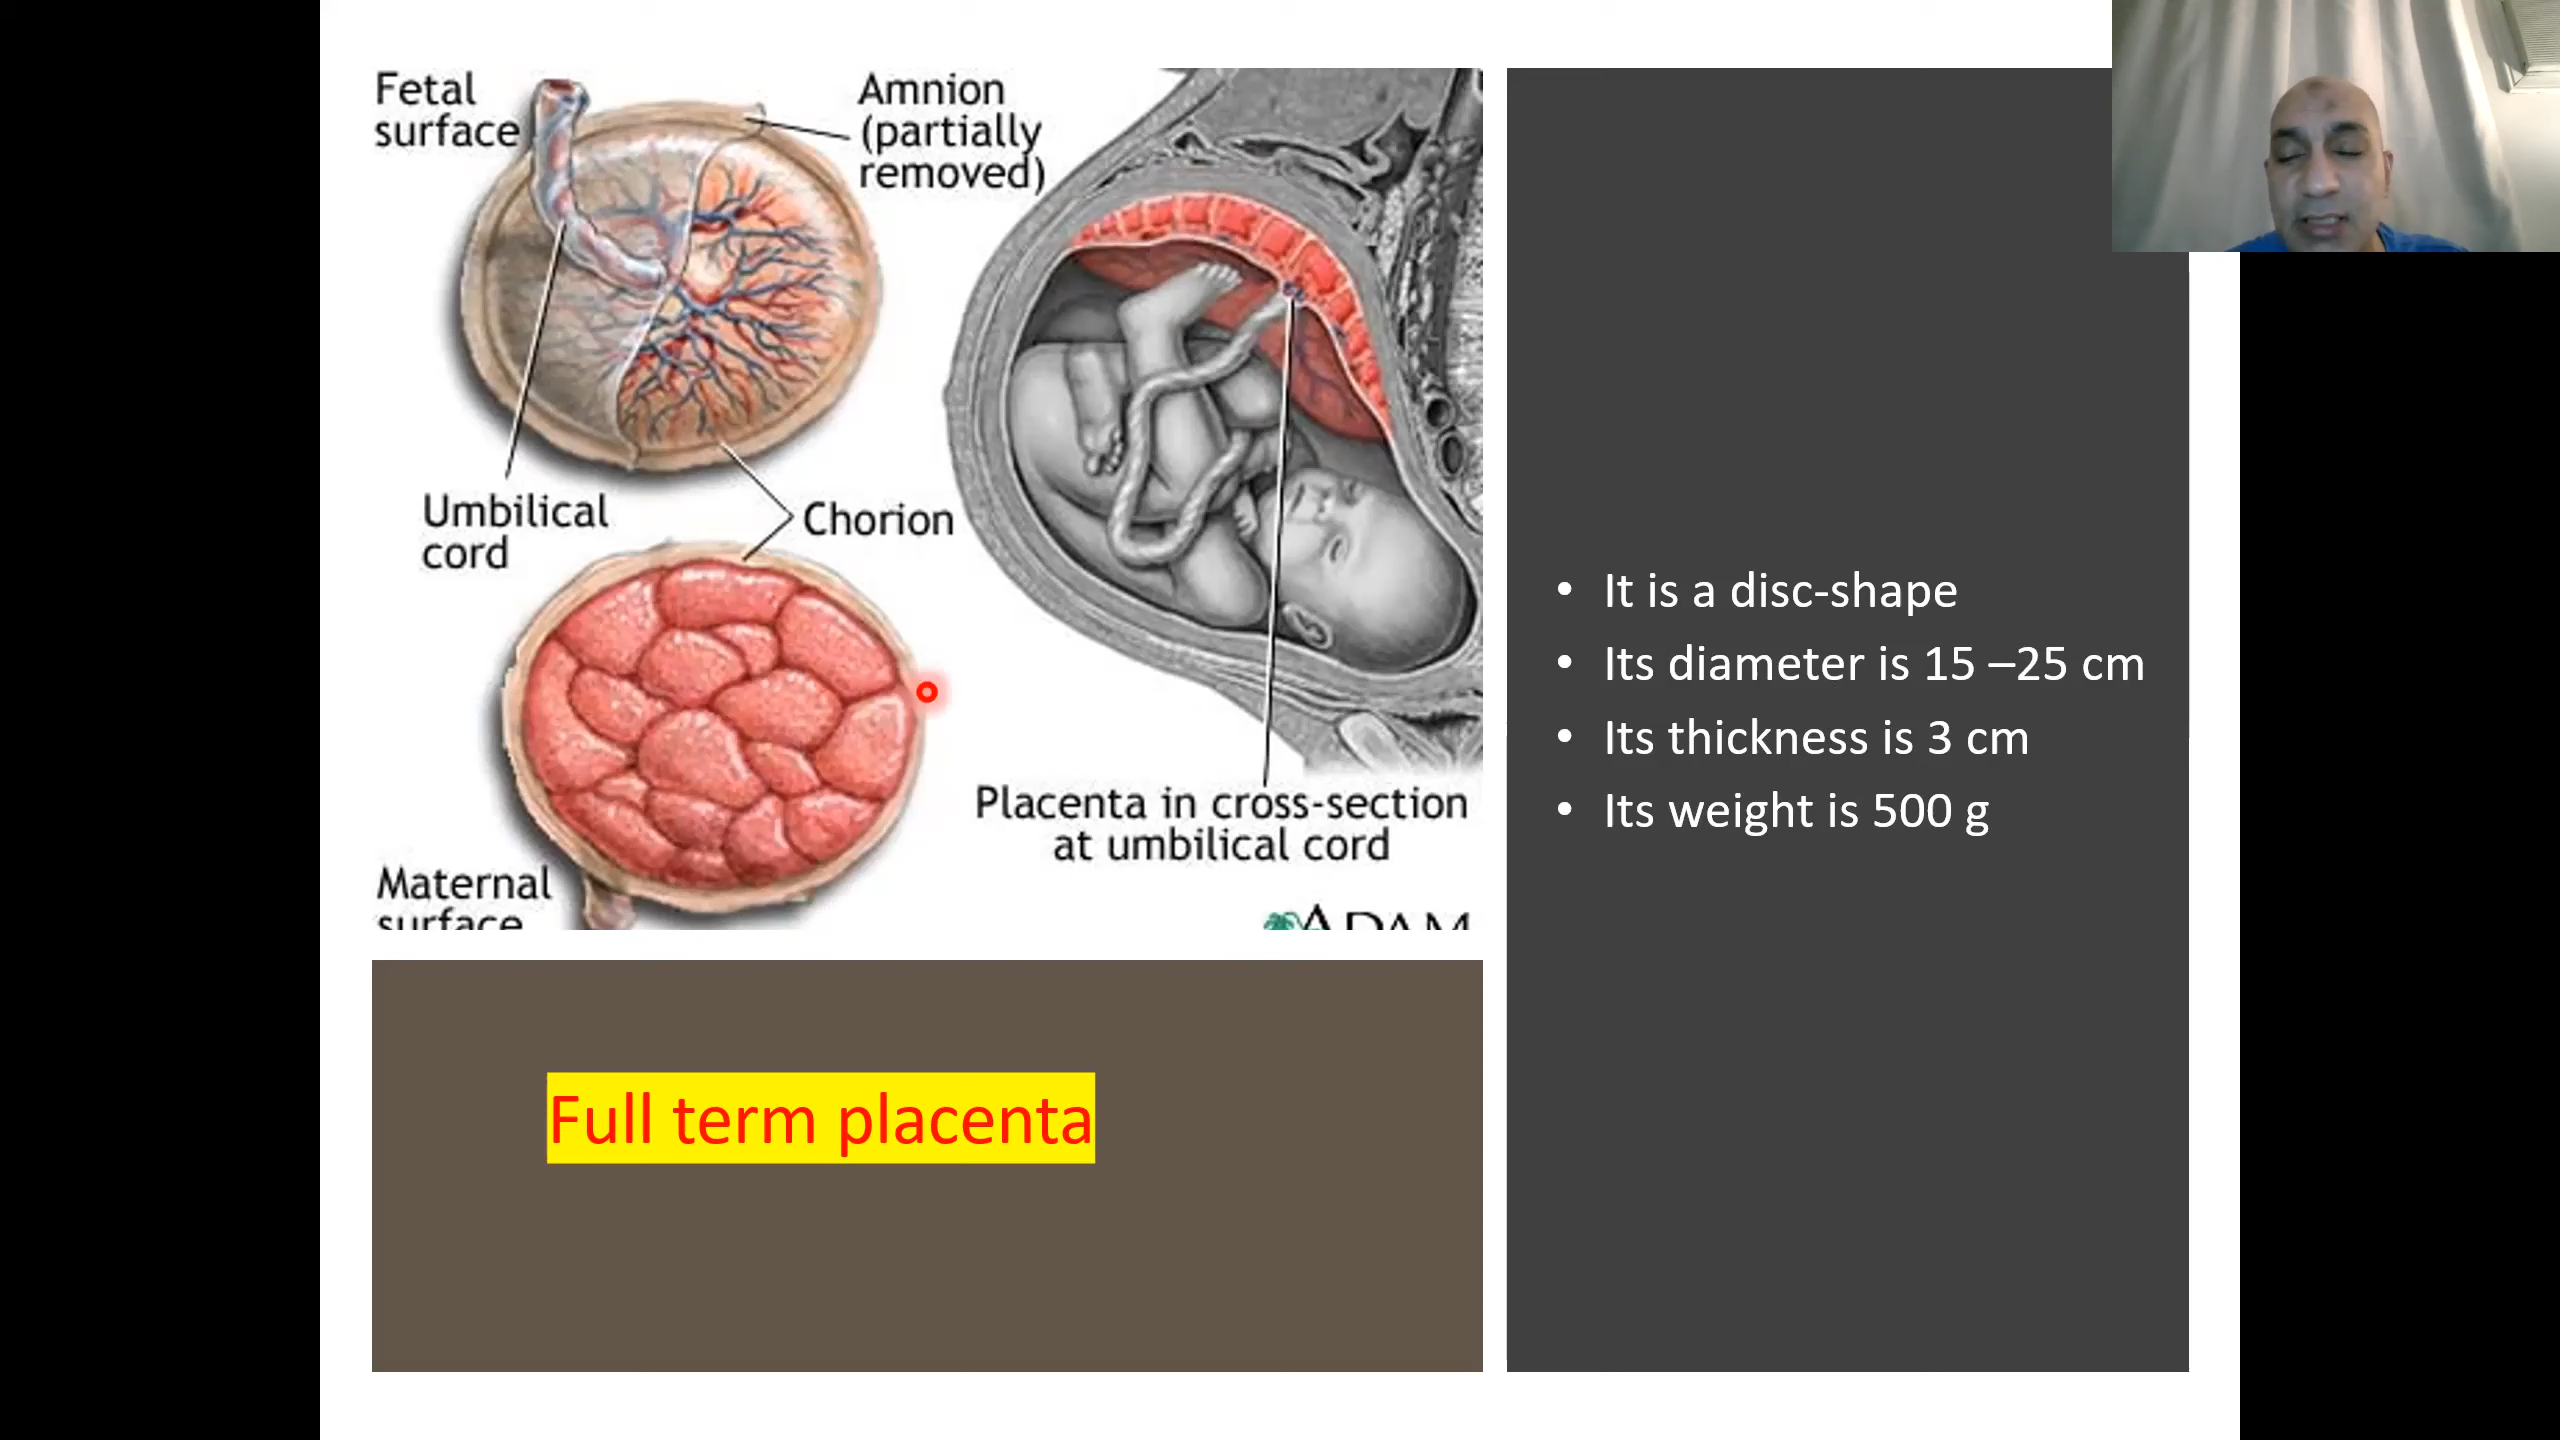 Fetal
surface
Amnion
(partially
removed)
Umbilical
cord
Chorion
Placenta in cross-section
at umbilical cord
Maternal
surface
ADAM
Full term placenta
• It is a disc-shape
• Its diameter is 15 –25 cm
• Its thickness is 3 cm
• Its weight is 500 g